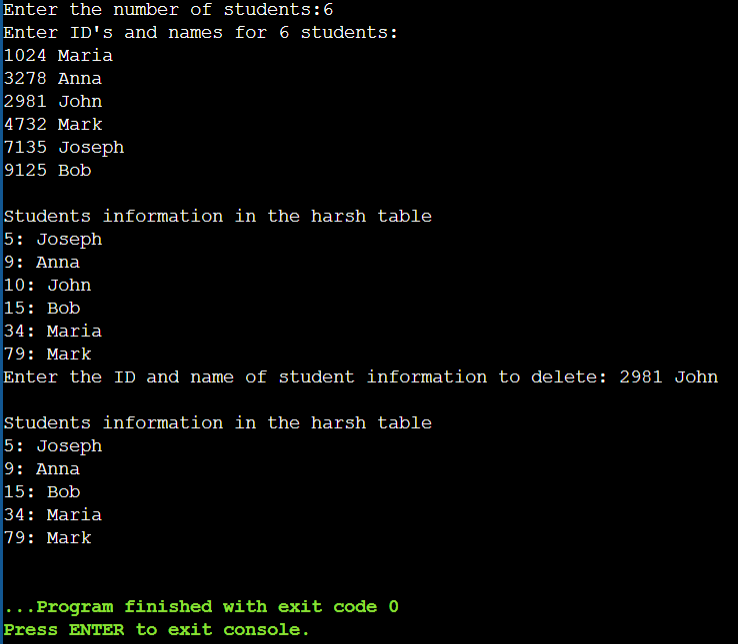 Enter the number of students:6
Enter ID's and names for 6 students:
1024 Maria
3278 Anna
2981 John
4732 Mark
7135 Joseph
9125 Bob
Students information in the harsh table
5: Joseph
9: Anna
10: John
15: Bob
34: Maria
79: Mark
Enter the ID and name of student information to delete: 2981 John
Students information in the harsh table
5: Joseph
9: Anna
15: Bob
34: Maria
79: Mark
...Program finished with exit code 0
Press ENTER to exit console.